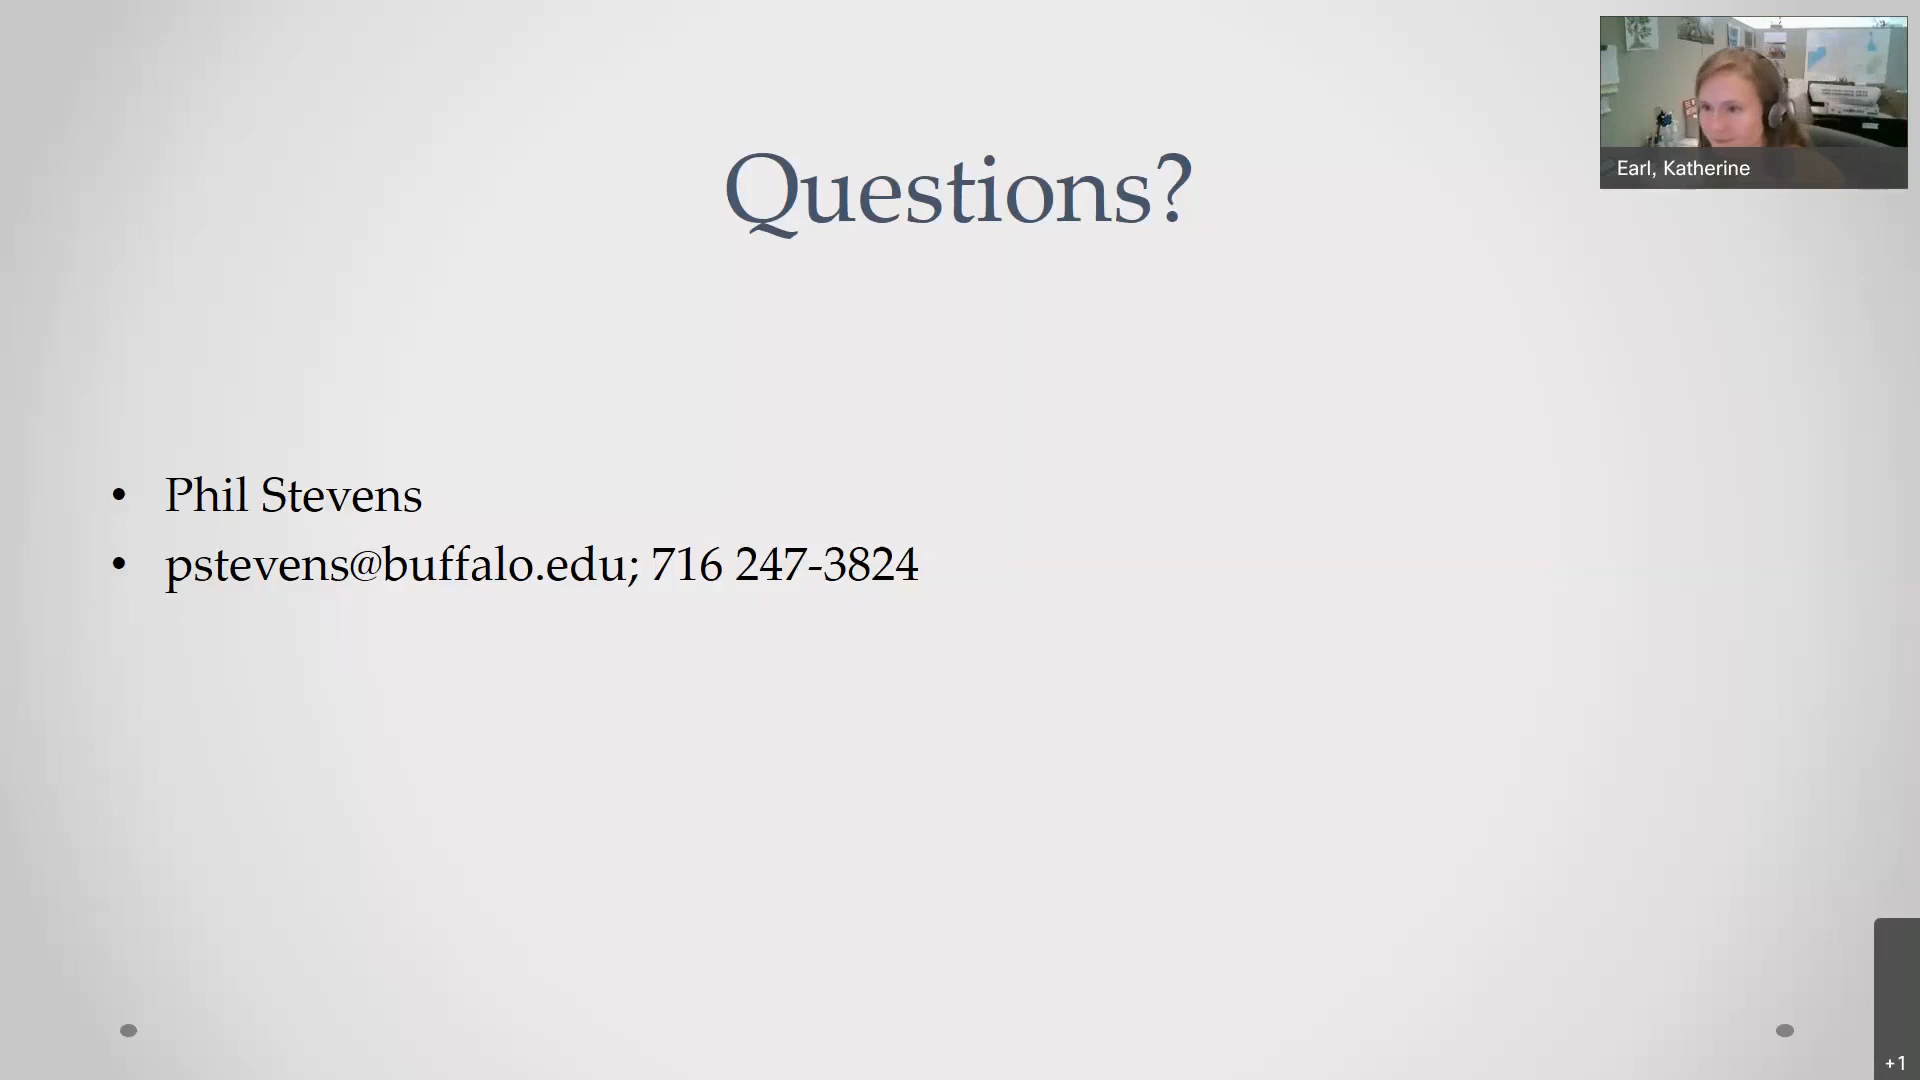 Questions?
Earl, Katherine
• Phil Stevens
• pstevens@buffalo.edu; 716 247-3824
+1